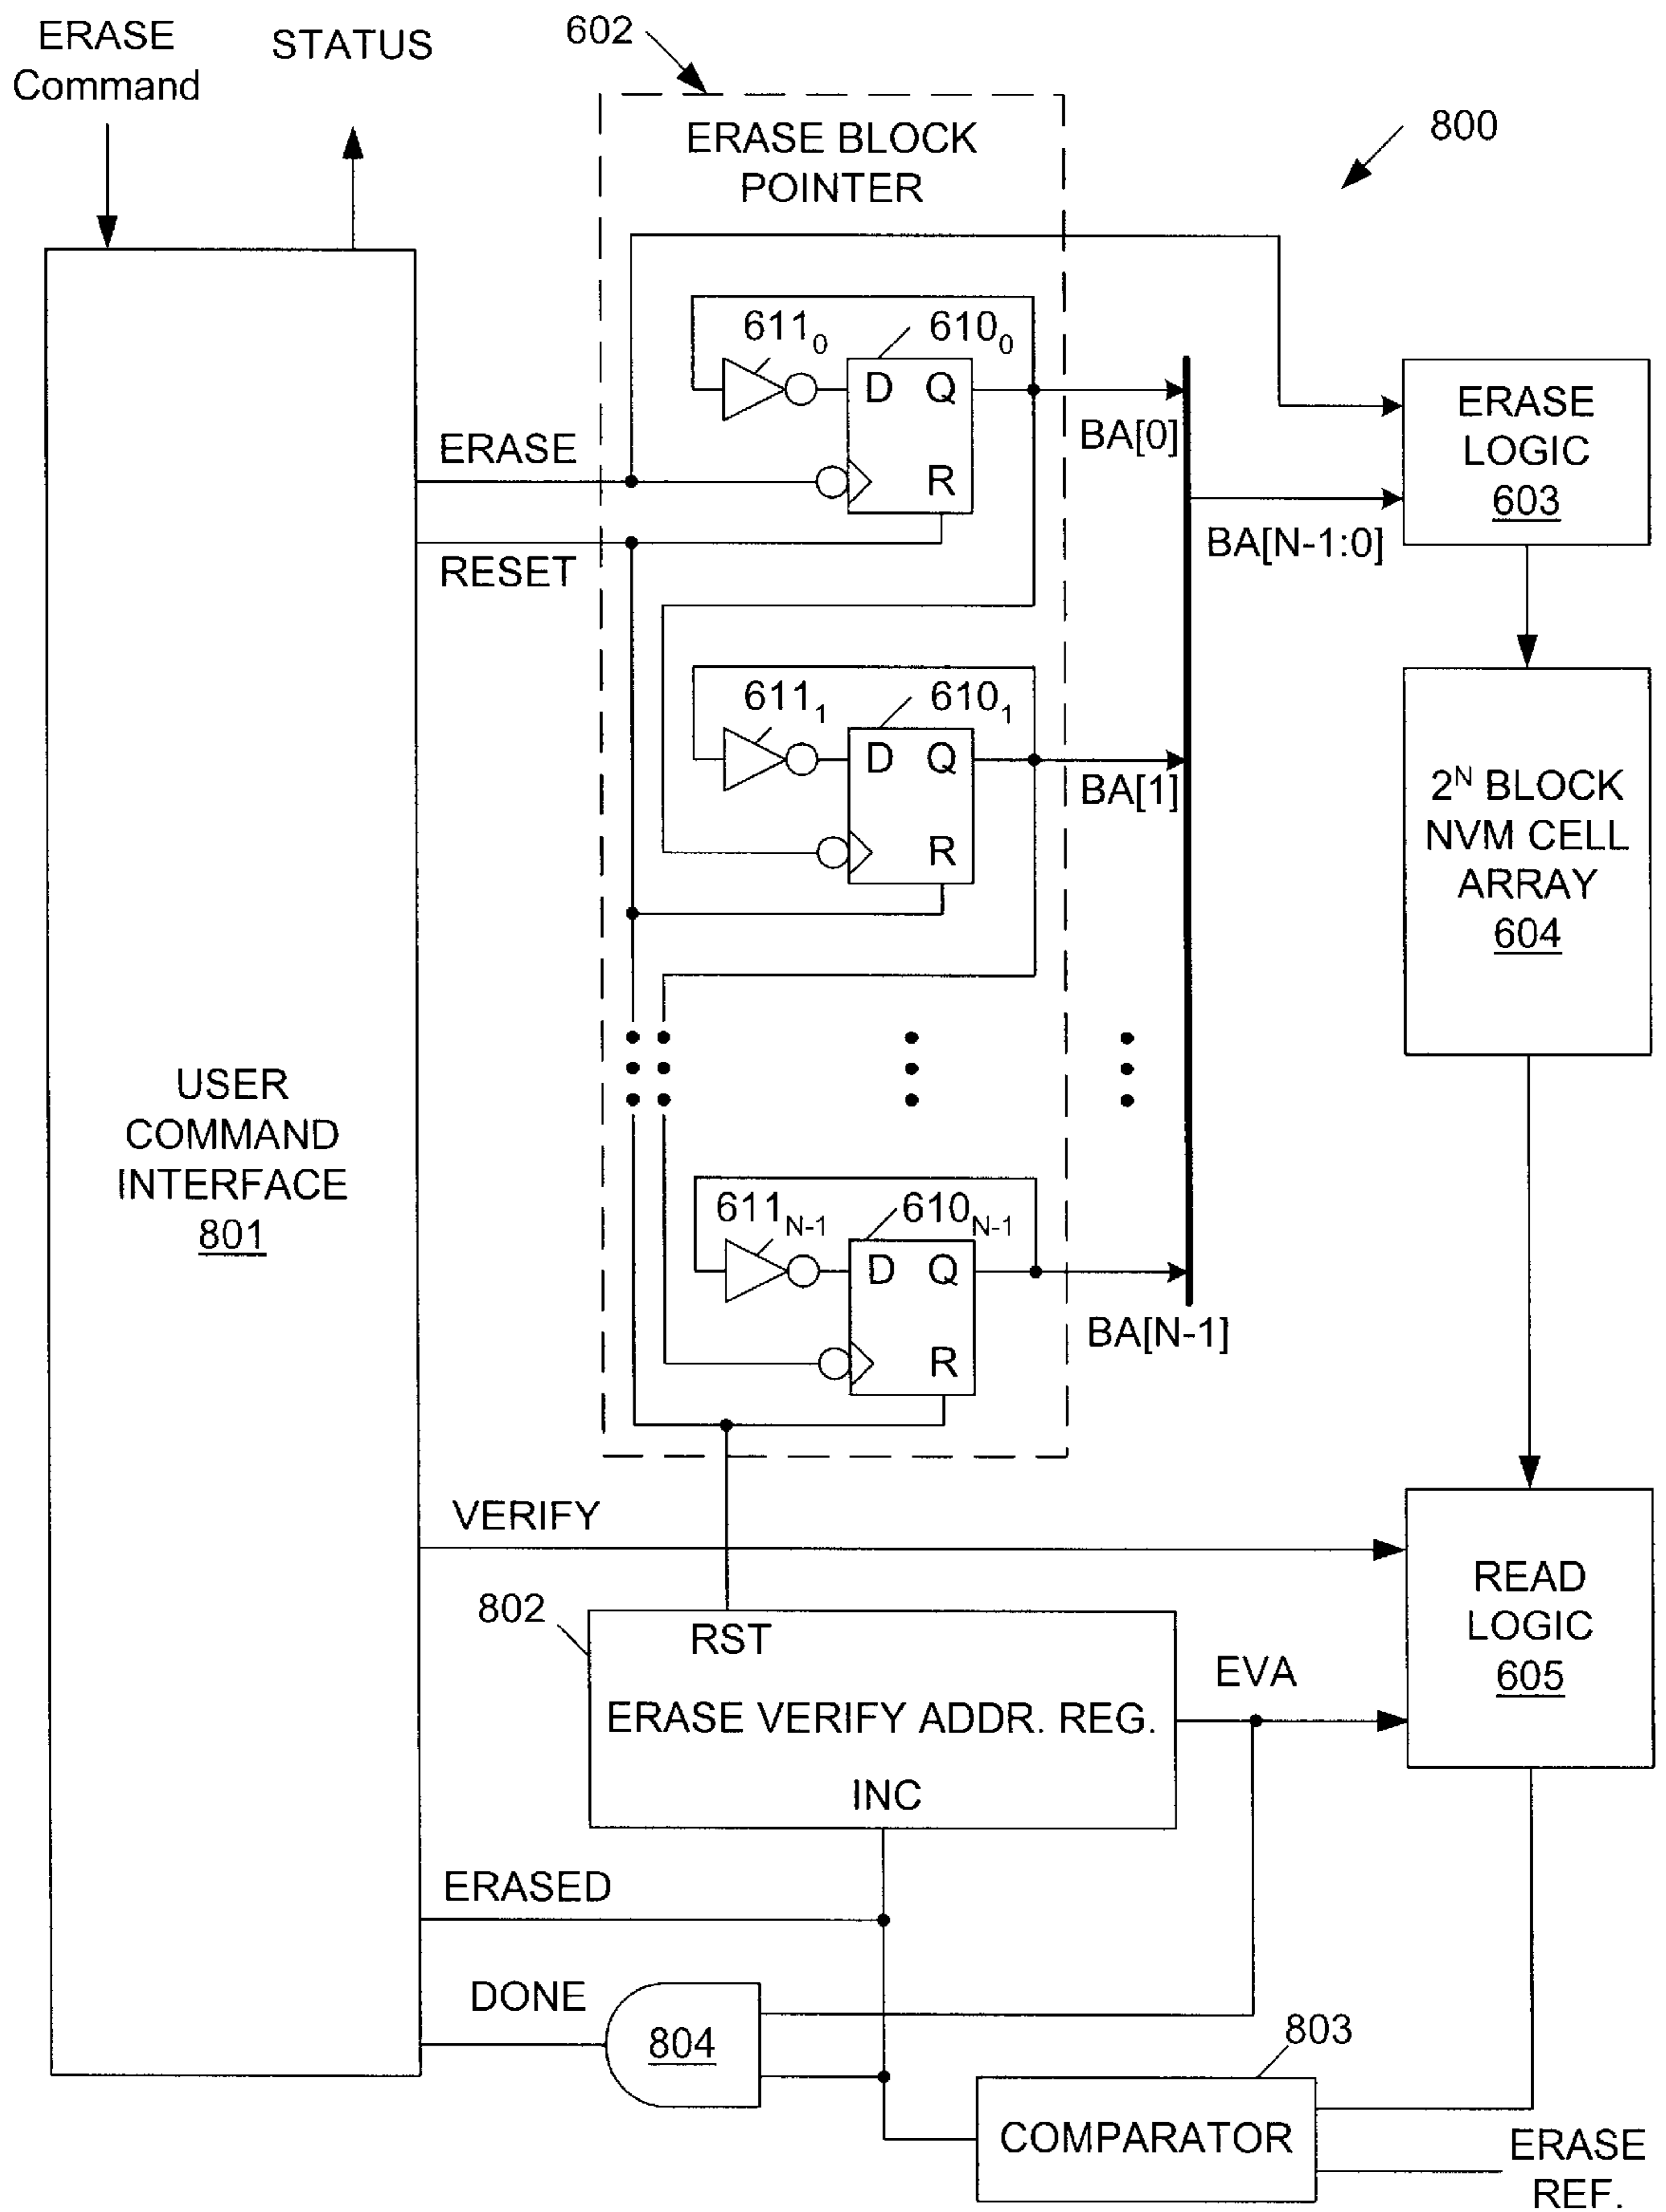 ERASE
Command
STATUS
602
800
ERASE BLOCK
POINTER
611₀
610₀
D Q
R
ERASE
RESET
BA[0]
BA[N-1:0]
ERASE
LOGIC
603
611₁
610₁
D Q
R
BA[1]
2ᴺ BLOCK
NVM CELL
ARRAY
604
USER
COMMAND
INTERFACE
801
611N-1
610N-1
D Q
R
BA[N-1]
VERIFY
802
RST
ERASE VERIFY ADDR. REG.
INC
EVA
READ
LOGIC
605
ERASED
DONE
804
803
COMPARATOR
ERASE
REF.